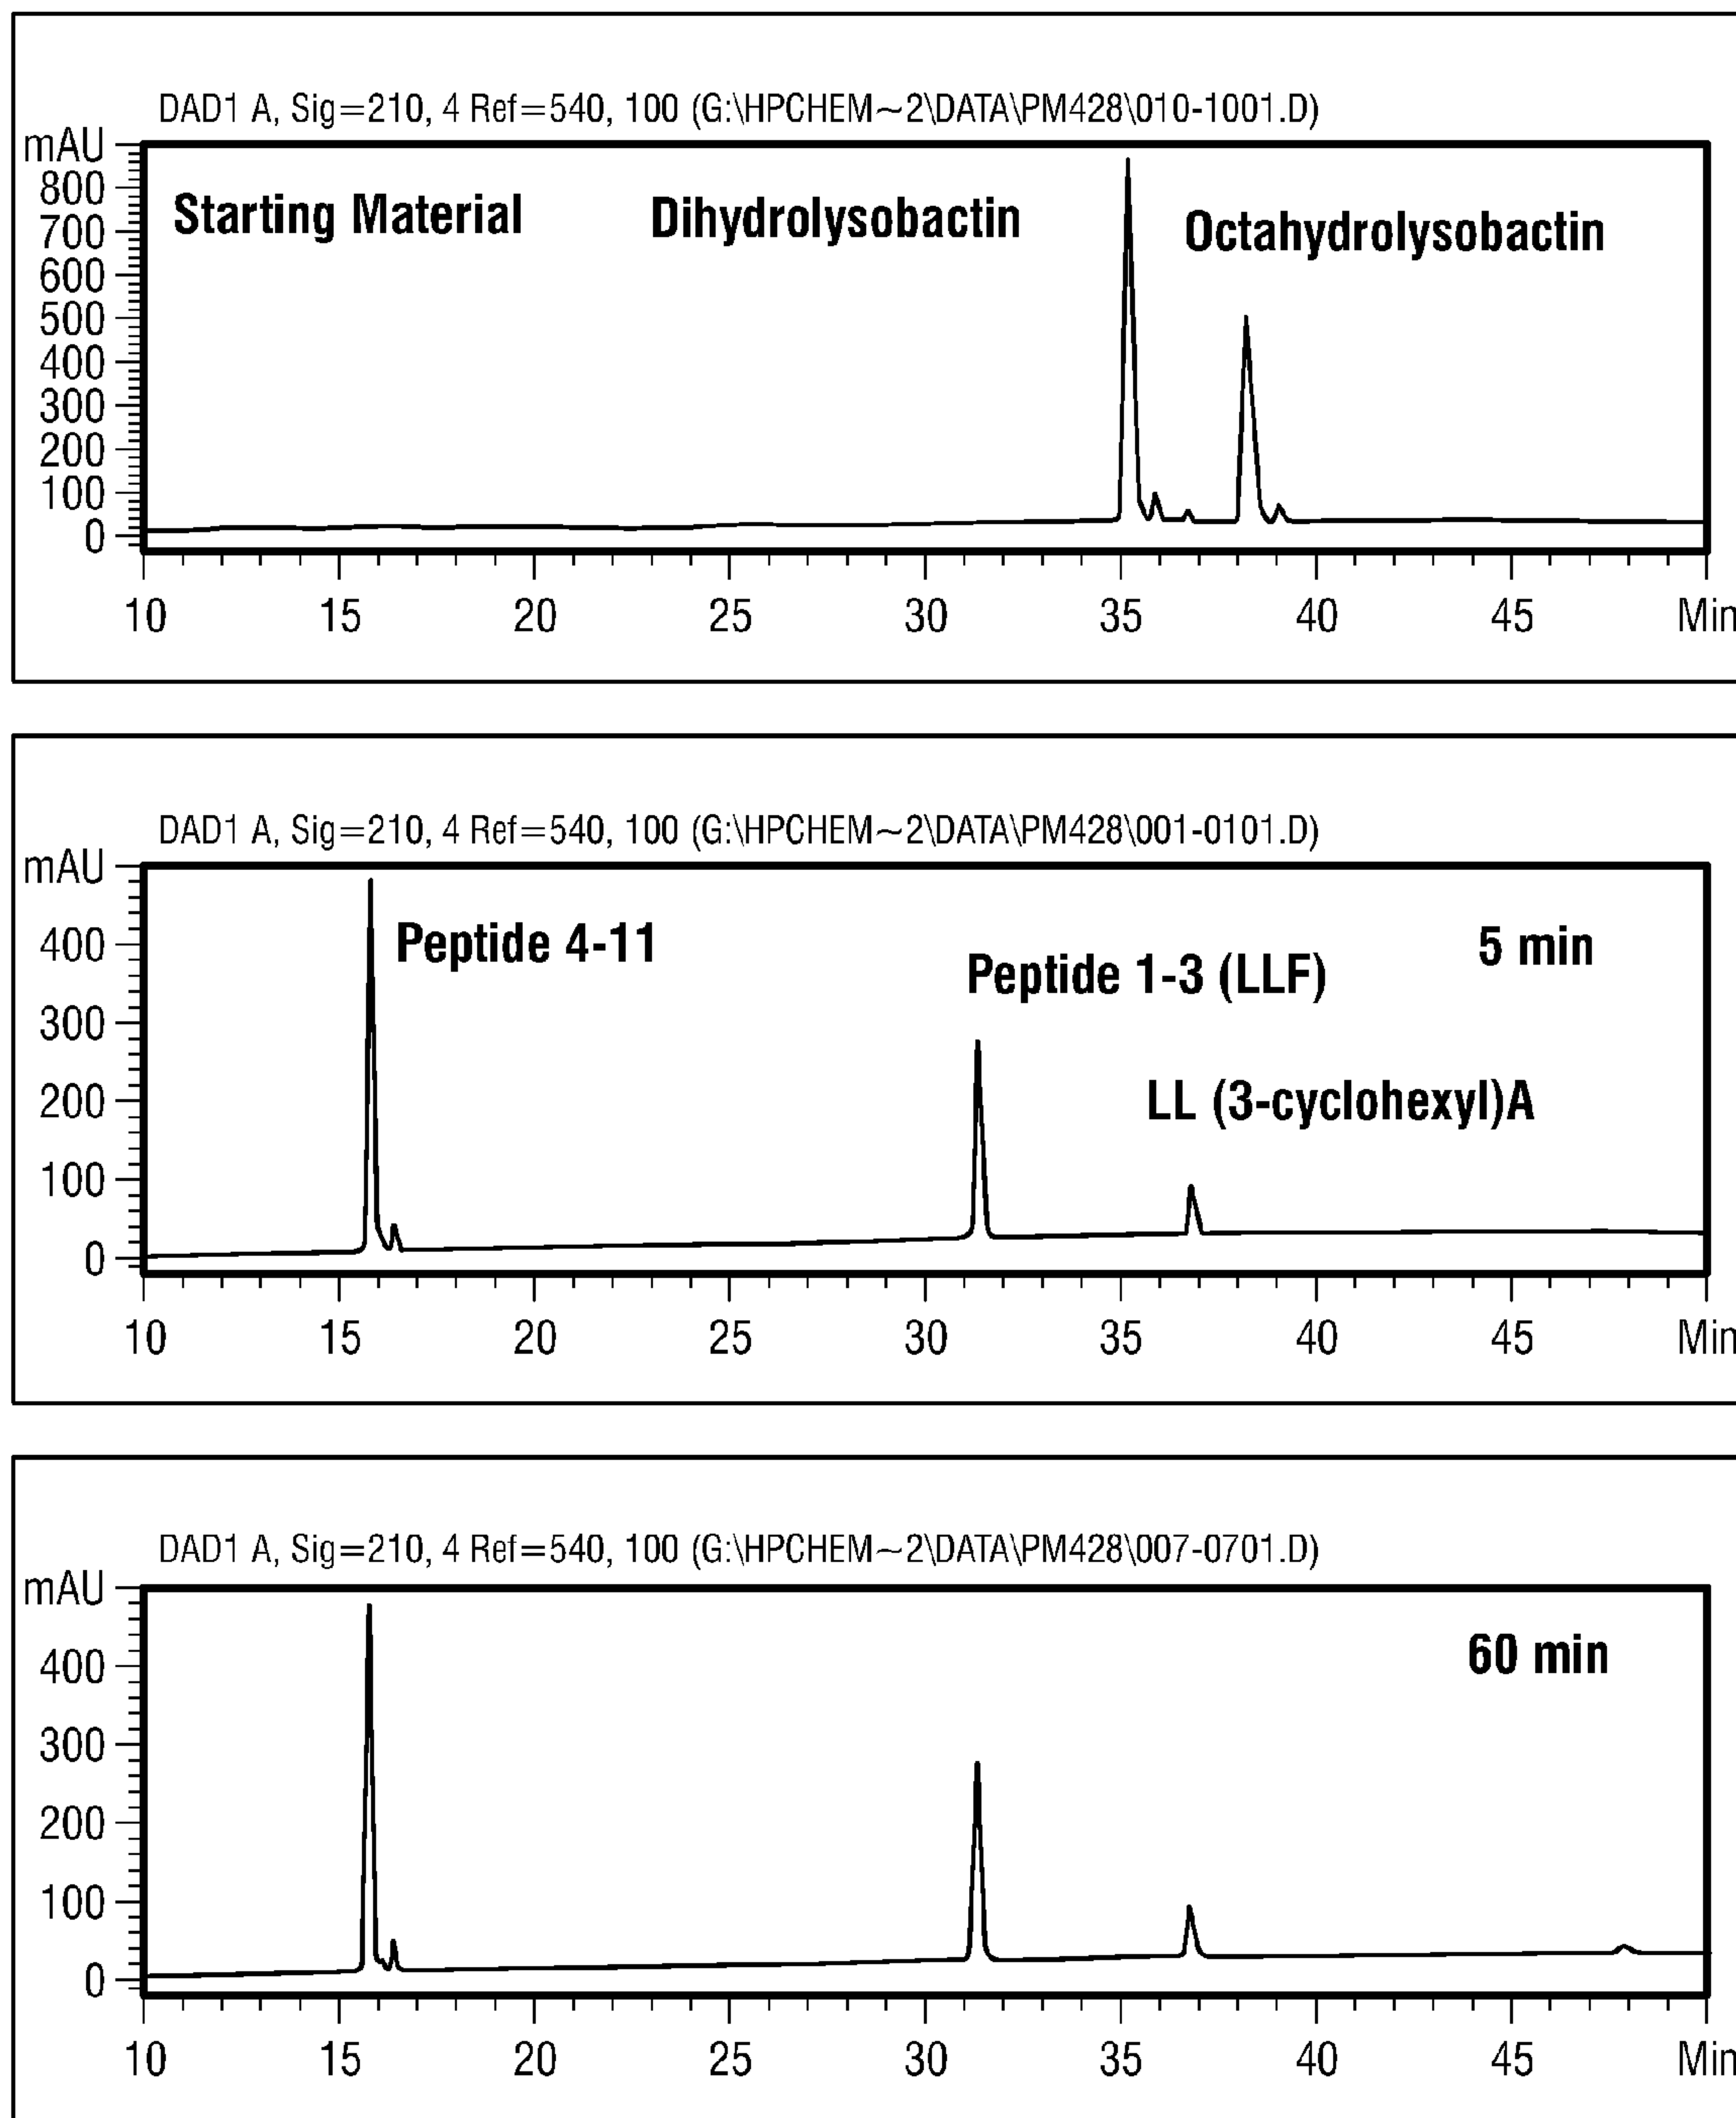 DAD1 A, Sig=210, 4 Ref=540, 100 (G:\HPCHEM~2\DATA\PM428\010-1001.D)
mAU
800
700
600
500
400
300
200
100
0
Starting Material
Dihydrolysobactin
Octahydrolysobactin
10 15 20 25 30 35 40 45 Min
DAD1 A, Sig=210, 4 Ref=540, 100 (G:\HPCHEM~2\DATA\PM428\001-0101.D)
mAU
400
300
200
100
0
Peptide 4-11
Peptide 1-3 (LLF)
5 min
LL (3-cyclohexyl)A
10 15 20 25 30 35 40 45 Min
DAD1 A, Sig=210, 4 Ref=540, 100 (G:\HPCHEM~2\DATA\PM428\007-0701.D)
mAU
400
300
200
100
0
60 min
10 15 20 25 30 35 40 45 Min